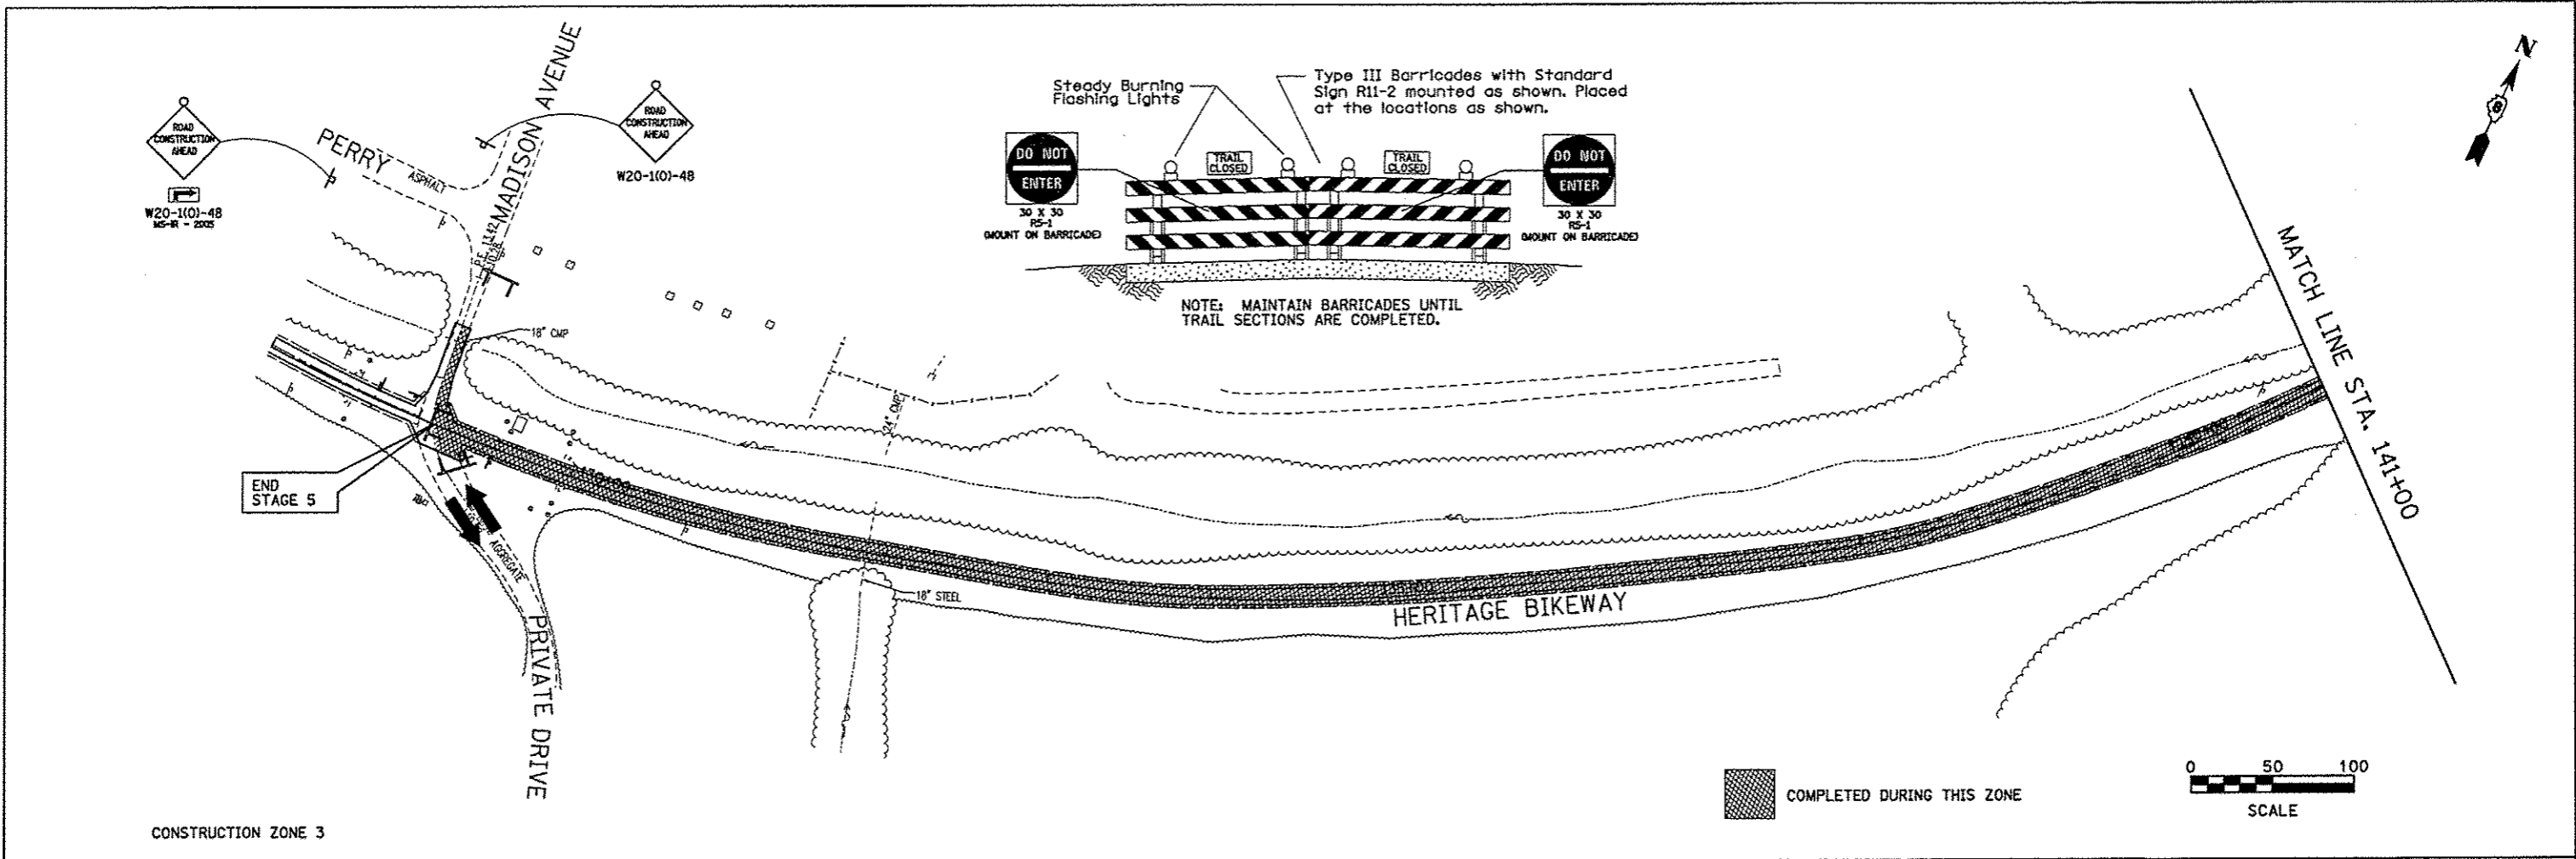 ROAD
CONSTRUCTION
AHEAD
W20-1(O)-48
MS-IR - 2005
PERRY
ASPHALT
MADISON AVENUE
ROAD
CONSTRUCTION
AHEAD
W20-1(O)-48
Steady Burning
Flashing Lights
Type III Barricades with Standard
Sign R11-2 mounted as shown. Placed
at the locations as shown.
DO NOT
ENTER
30 X 30
R5-1
(MOUNT ON BARRICADE)
TRAIL
CLOSED
TRAIL
CLOSED
DO NOT
ENTER
30 X 30
R5-1
(MOUNT ON BARRICADE)
NOTE: MAINTAIN BARRICADES UNTIL
TRAIL SECTIONS ARE COMPLETED.
N
8
MATCH LINE STA. 141+00
18" CMP
24" CMP
END
STAGE 5
AGGREGATE
PRIVATE DRIVE
18" STEEL
HERITAGE BIKEWAY
COMPLETED DURING THIS ZONE
0 50 100
SCALE
CONSTRUCTION ZONE 3